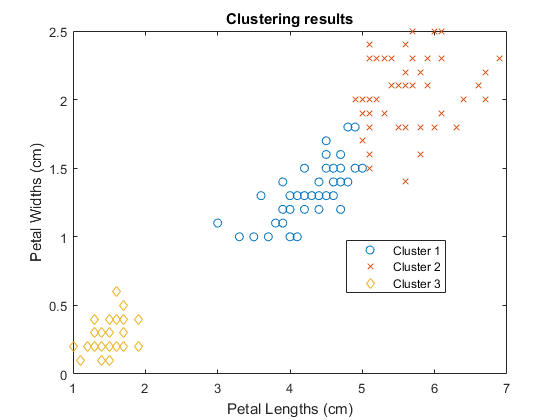 Clustering results
2.5
2
1.5
1
0.5
0
Petal Widths (cm)
Cluster 1
Cluster 2
Cluster 3
1 2 3 4 5 6 7
Petal Lengths (cm)